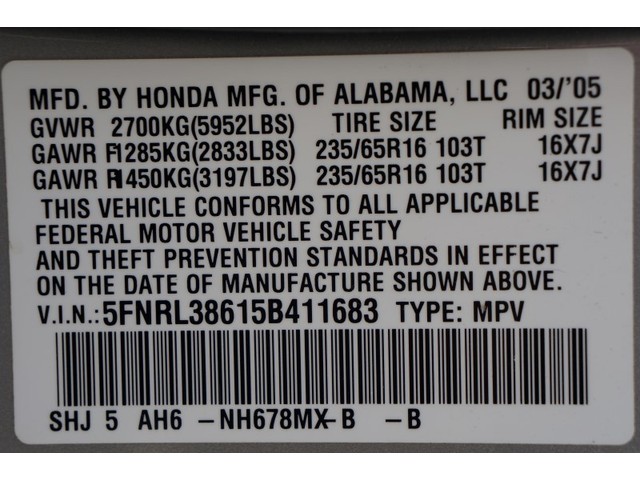 MFD. BY HONDA MFG. OF ALABAMA, LLC 03/'05
GVWR 2700KG(5952LBS) TIRE SIZE RIM SIZE
GAWR F1285KG(2833LBS) 235/65R16 103T 16X7J
GAWR R1450KG(3197LBS) 235/65R16 103T 16X7J
THIS VEHICLE CONFORMS TO ALL APPLICABLE
FEDERAL MOTOR VEHICLE SAFETY
AND THEFT PREVENTION STANDARDS IN EFFECT
ON THE DATE OF MANUFACTURE SHOWN ABOVE.
V.I.N.:5FNRL38615B411683 TYPE: MPV
SHJ 5 AH6 -NH678MX-B -B